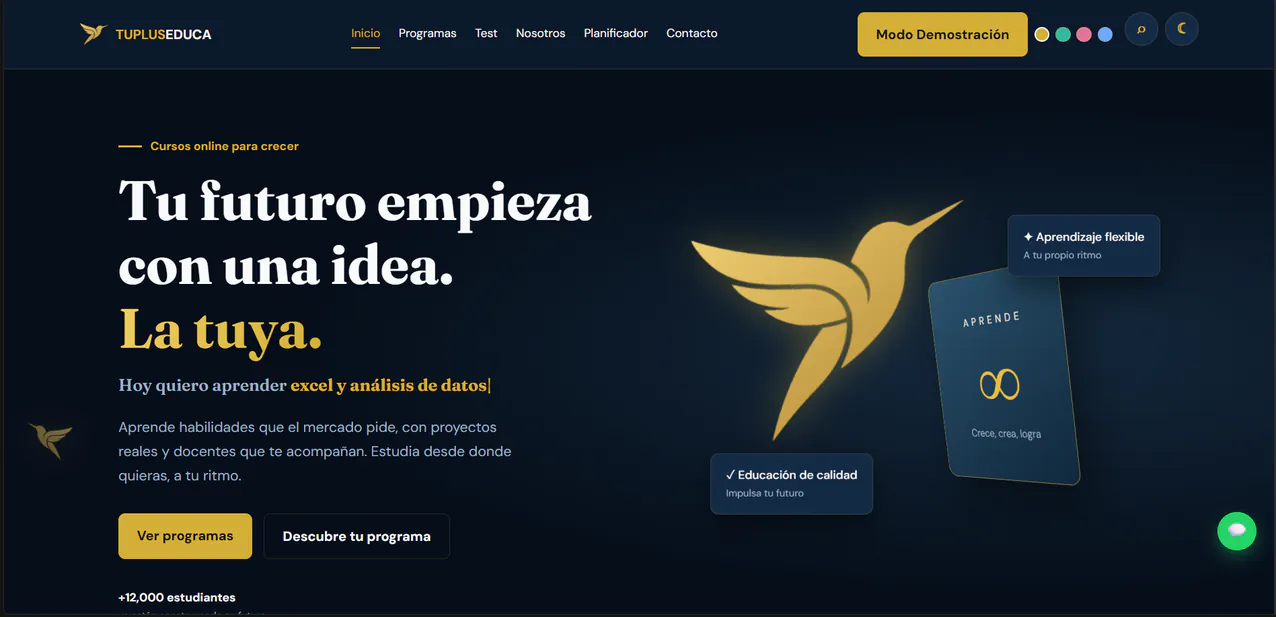 TUPLUSEDUCA
Inicio
Programas
Test
Nosotros
Planificador
Contacto
Modo Demostración
Cursos online para crecer
Tu futuro empieza
con una idea.
La tuya.
Hoy quiero aprender excel y análisis de datos|
Aprende habilidades que el mercado pide, con proyectos
reales y docentes que te acompañan. Estudia desde donde
quieras, a tu ritmo.
Ver programas
Descubre tu programa
+12,000 estudiantes
✦ Aprendizaje flexible
A tu propio ritmo
APRENDE
∞
Crece, crea, logra
✓ Educación de calidad
Impulsa tu futuro